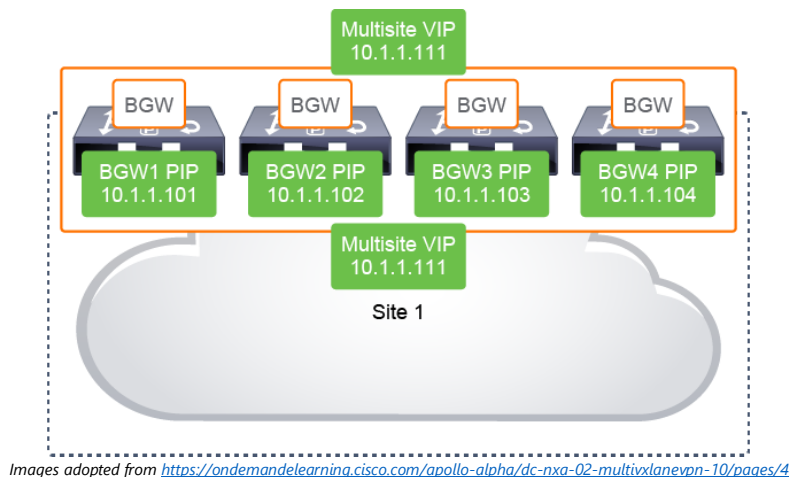 Multisite VIP
10.1.1.111
BGW
BGW
BGW
BGW
BGW1 PIP
10.1.1.101
BGW2 PIP
10.1.1.102
BGW3 PIP
10.1.1.103
BGW4 PIP
10.1.1.104
Multisite VIP
10.1.1.111
Site 1
Images adopted from https://ondemandelearning.cisco.com/apollo-alpha/dc-nxa-02-multivxlanevpn-10/pages/4